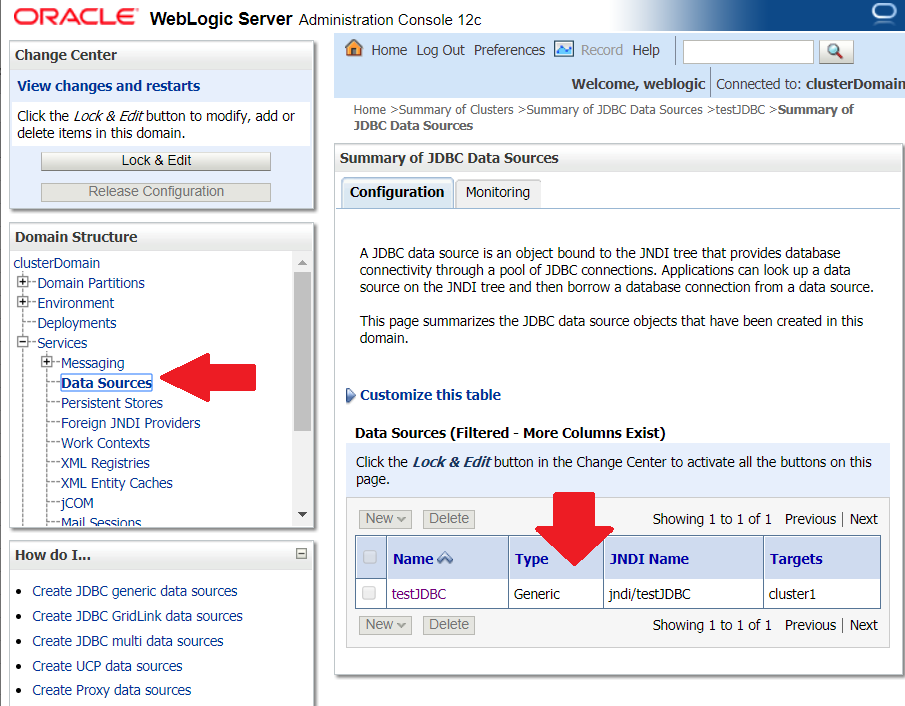 ORACLE® WebLogic Server Administration Console 12c
Change Center
View changes and restarts
Click the Lock & Edit button to modify, add or
delete items in this domain.
Lock & Edit
Release Configuration
Domain Structure
clusterDomain
Domain Partitions
Environment
Deployments
Services
Messaging
Data Sources
Persistent Stores
Foreign JNDI Providers
Work Contexts
XML Registries
XML Entity Caches
jCOM
Mail Sessions
How do I...
Create JDBC generic data sources
Create JDBC GridLink data sources
Create JDBC multi data sources
Create UCP data sources
Create Proxy data sources
Home Log Out Preferences Record Help
Welcome, weblogic Connected to: clusterDomain
Home >Summary of Clusters >Summary of JDBC Data Sources >testJDBC >Summary of
JDBC Data Sources
Summary of JDBC Data Sources
Configuration Monitoring
A JDBC data source is an object bound to the JNDI tree that provides database
connectivity through a pool of JDBC connections. Applications can look up a data
source on the JNDI tree and then borrow a database connection from a data source.
This page summarizes the JDBC data source objects that have been created in this
domain.
Customize this table
Data Sources (Filtered - More Columns Exist)
Click the Lock & Edit button in the Change Center to activate all the buttons on this
page.
New Delete Showing 1 to 1 of 1 Previous | Next
Name Type JNDI Name Targets
testJDBC Generic jndi/testJDBC cluster1
New Delete Showing 1 to 1 of 1 Previous | Next